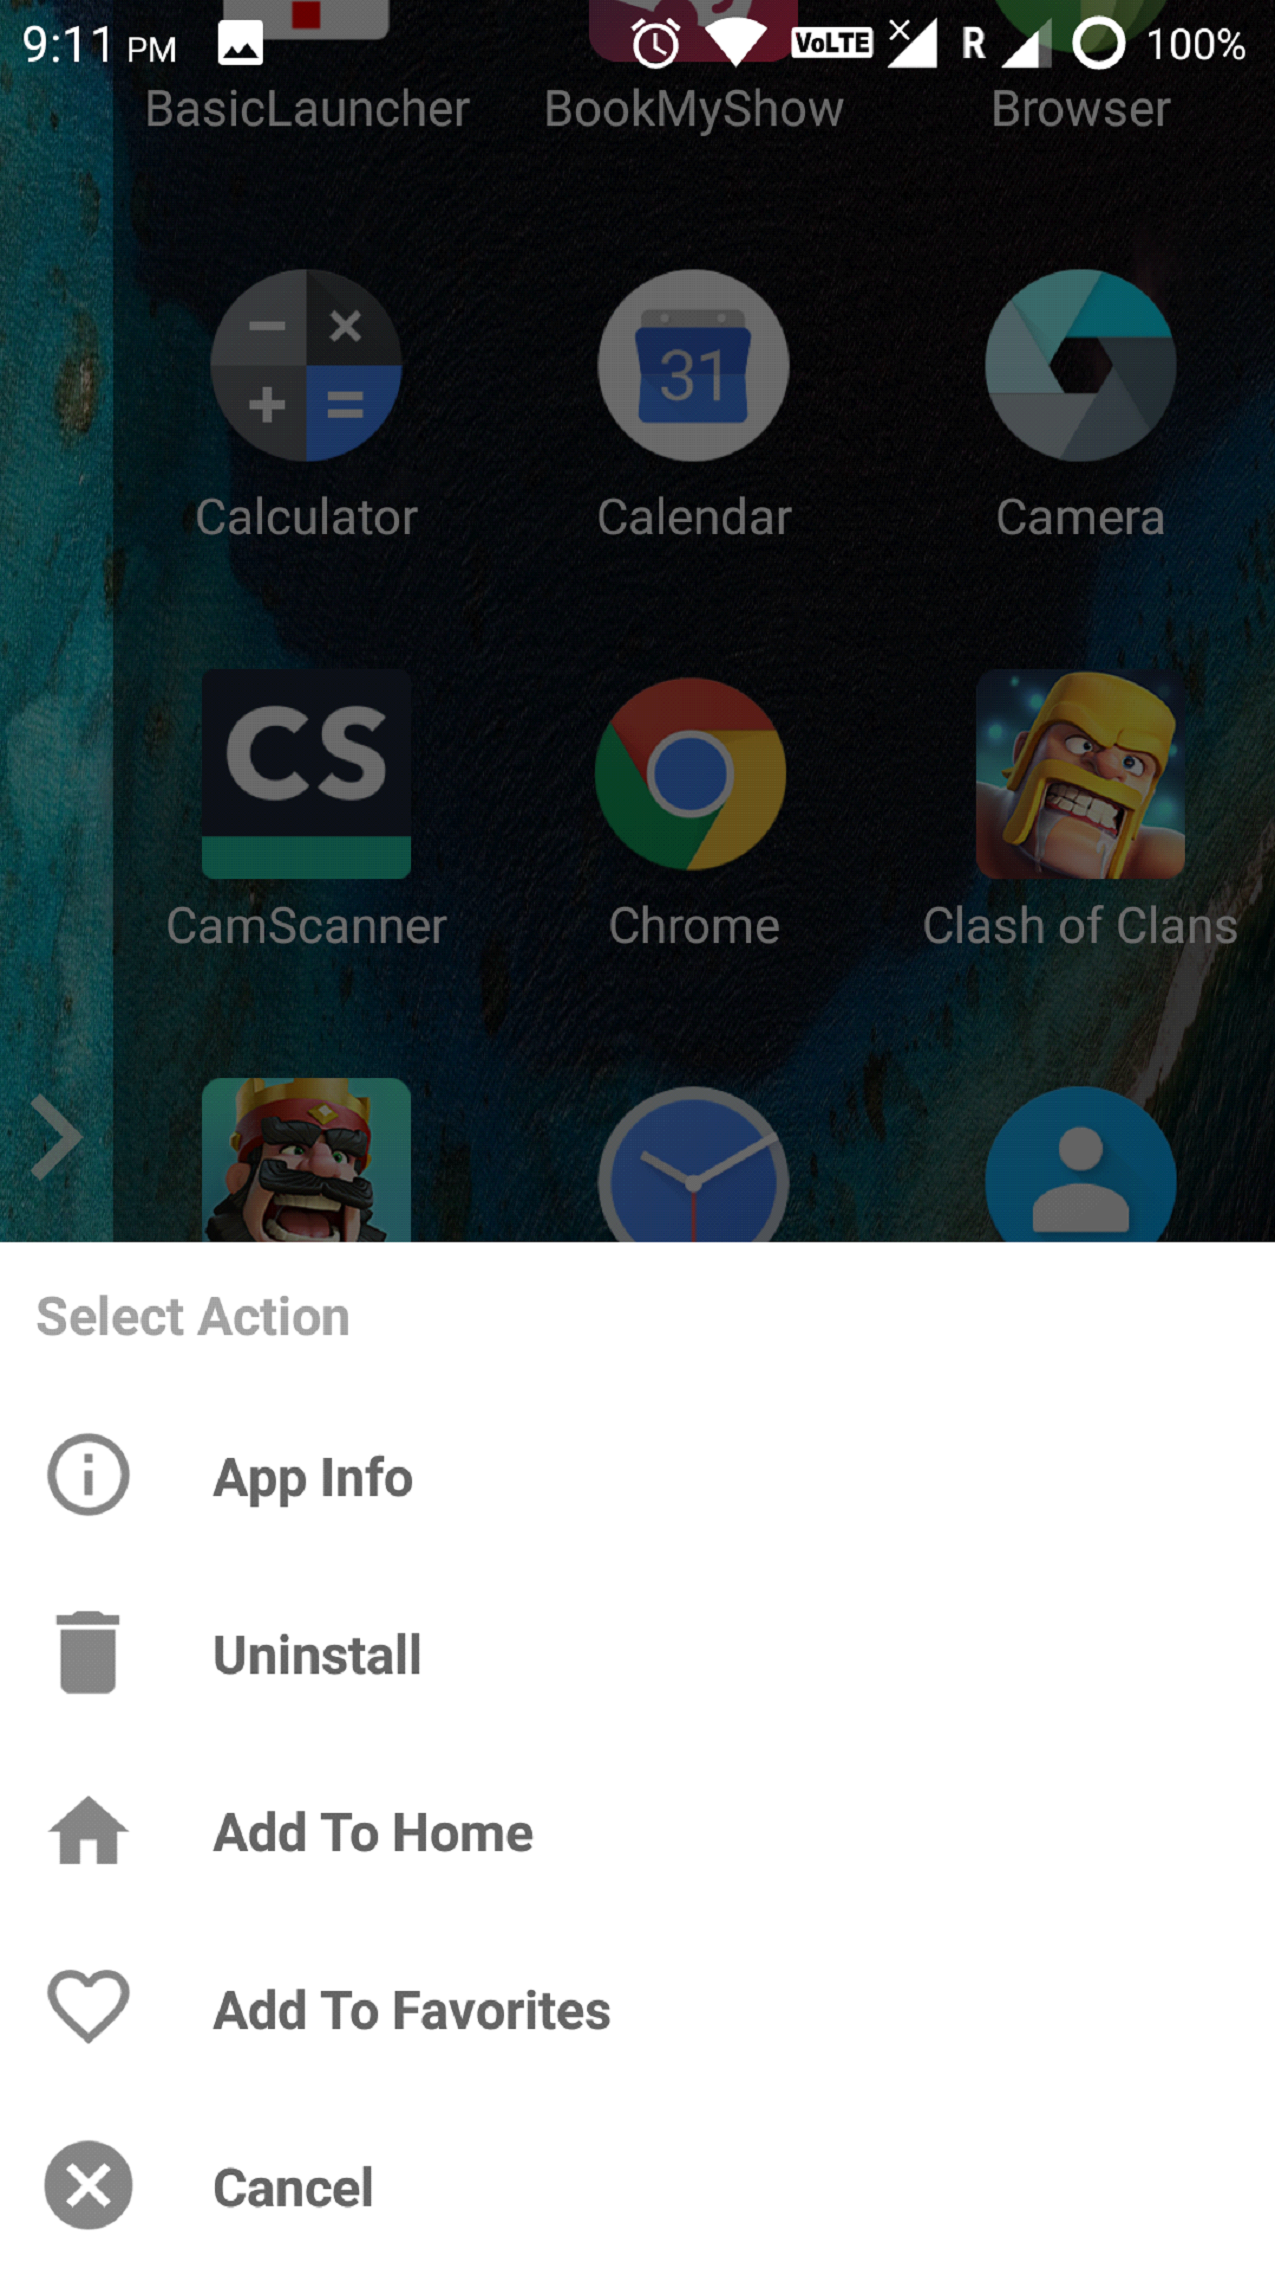 9:11 PM VoLTE R 100%
BasicLauncher BookMyShow Browser
31
Calculator Calendar Camera
CS
CamScanner Chrome Clash of Clans
Select Action
App Info
Uninstall
Add To Home
Add To Favorites
Cancel